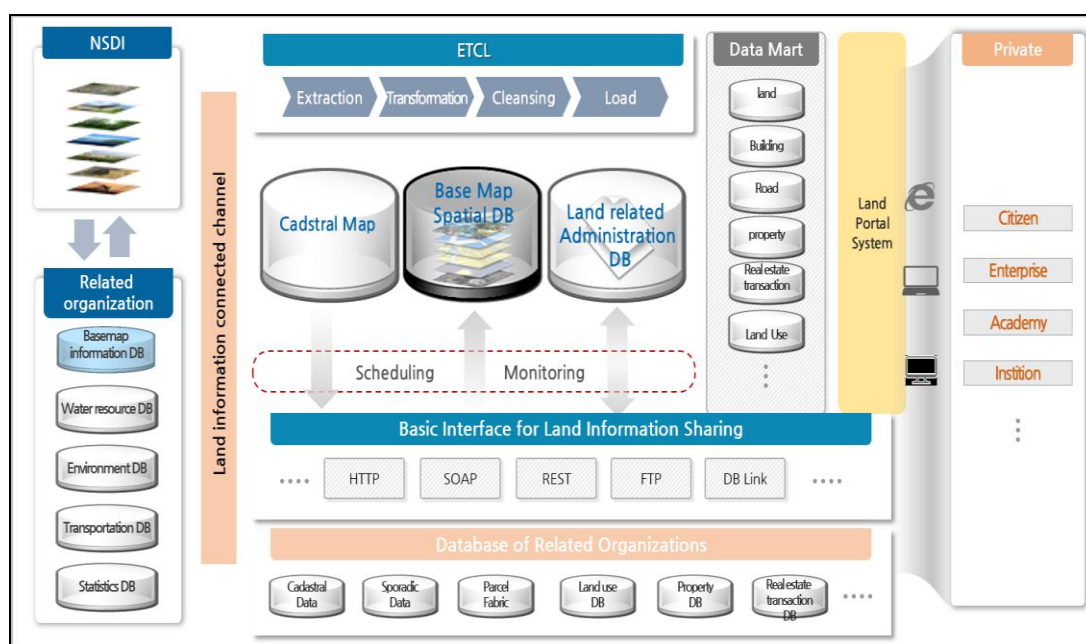 NSDI
Related
organization
Basemap
information DB
Water resource DB
Environment DB
Transportation DB
Statistics DB
Land information connected channel
ETCL
Extraction
Transformation
Cleansing
Load
Cadstral Map
Base Map
Spatial DB
Land related
Administration
DB
Scheduling
Monitoring
Basic Interface for Land Information Sharing
....
HTTP
SOAP
REST
FTP
DB Link
....
Database of Related Organizations
Cadastral
Data
Sporadic
Data
Parcel
Fabric
Land use
DB
Property
DB
Real estate
transaction
DB
....
Data Mart
land
Building
Road
property
Real estate
transaction
Land Use
Land
Portal
System
Private
Citizen
Enterprise
Academy
Instition